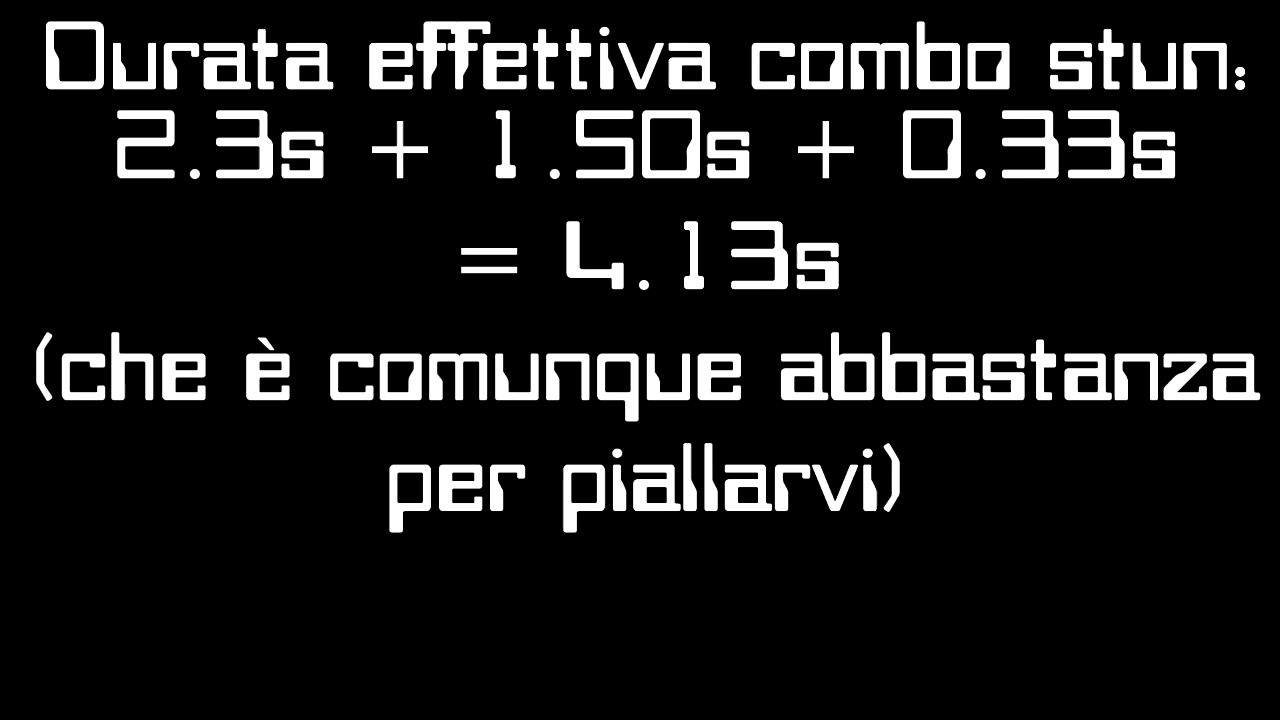 Durata effettiva combo stun:
2.3s + 1.50s + 0.33s
= 4.13s
(che è comunque abbastanza
per piallarvi)